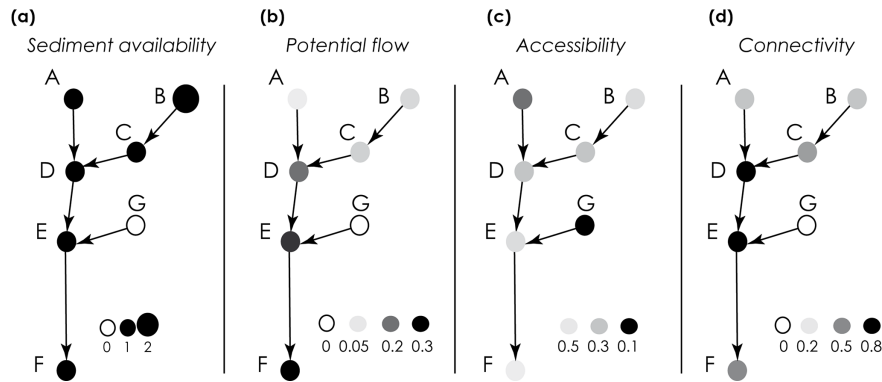 (a)
Sediment availability
A
B
C
D
G
E
F
0 1 2
(b)
Potential flow
A
B
C
D
G
E
F
0 0.05 0.2 0.3
(c)
Accessibility
A
B
C
D
G
E
F
0.5 0.3 0.1
(d)
Connectivity
A
B
C
D
G
E
F
0 0.2 0.5 0.8